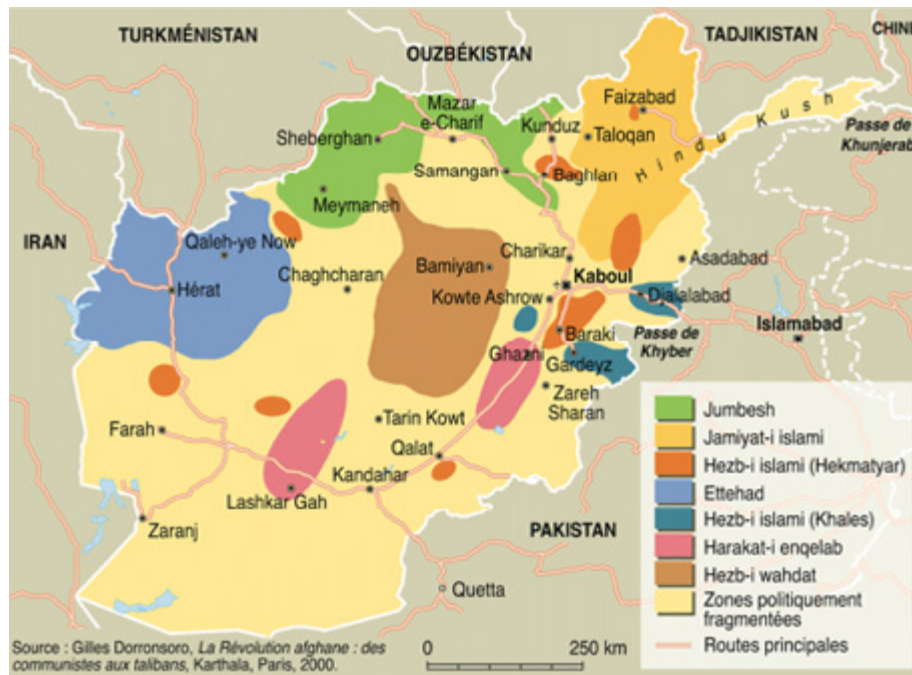 TURKMÉNISTAN
OUZBÉKISTAN
TADJIKISTAN
CHINE
Mazar
e-Charif
Faizabad
Kunduz
Sheberghan
Taloqan
Hindu Kush
Passe de
Khunjerab
Samangan
Baghlan
Meymaneh
IRAN
Qaleh-ye Now
Charikar
Asadabad
Bamiyan
Chaghcharan
Kaboul
Hérat
Kowte Ashrow
Djalalabad
Islamabad
Baraki
Passe de
Khyber
Ghazni
Gardeyz
Zareh
Sharan
Tarin Kowt
Farah
Qalat
Kandahar
Lashkar Gah
Zaranj
PAKISTAN
Quetta
Jumbesh
Jamiyat-i islami
Hezb-i islami (Hekmatyar)
Ettehad
Hezb-i islami (Khales)
Harakat-i enqelab
Hezb-i wahdat
Zones politiquement
fragmentées
Routes principales
0 250 km
Source : Gilles Dorronsoro, La Révolution afghane : des
communistes aux talibans, Karthala, Paris, 2000.